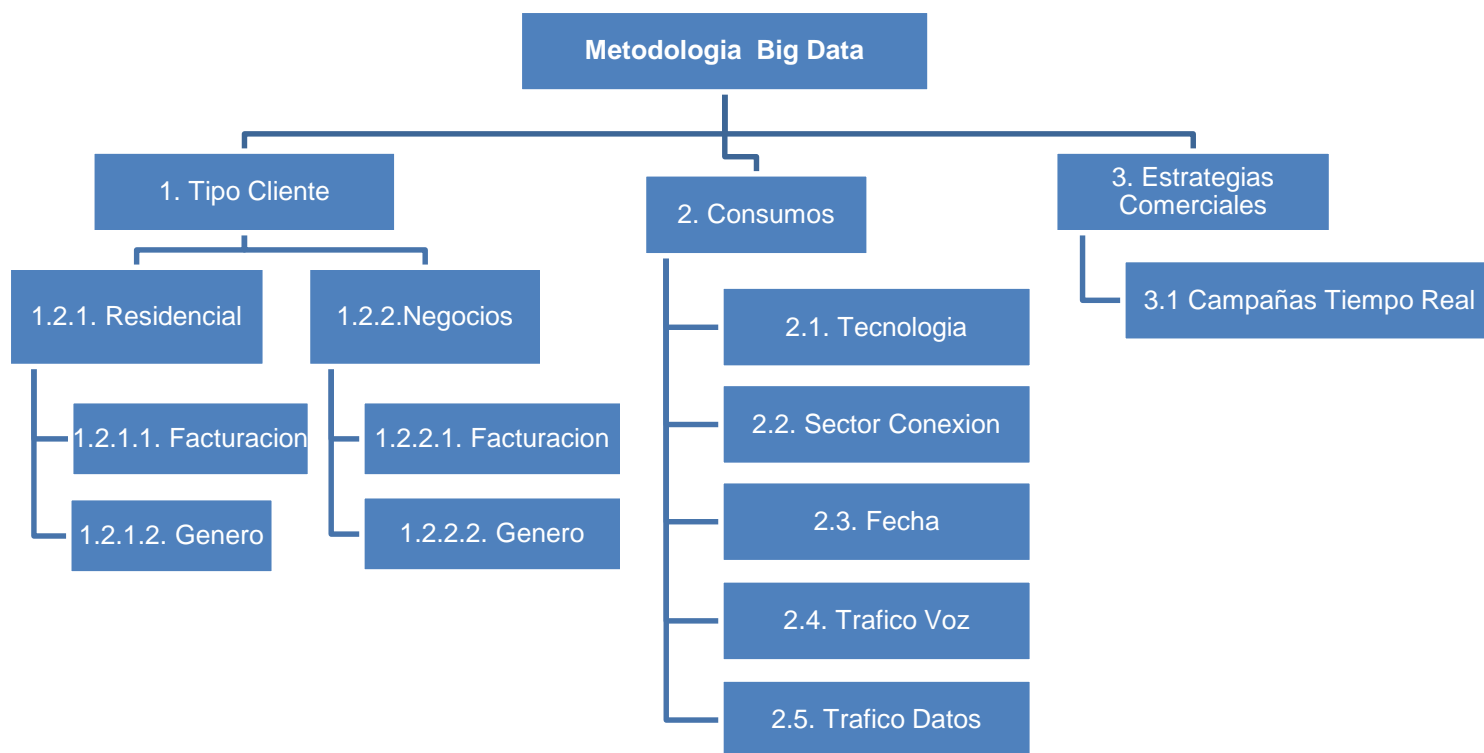 Metodologia Big Data
1. Tipo Cliente
1.2.1. Residencial
1.2.1.1. Facturacion
1.2.1.2. Genero
1.2.2.Negocios
1.2.2.1. Facturacion
1.2.2.2. Genero
2. Consumos
2.1. Tecnologia
2.2. Sector Conexion
2.3. Fecha
2.4. Trafico Voz
2.5. Trafico Datos
3. Estrategias
Comerciales
3.1 Campañas Tiempo Real